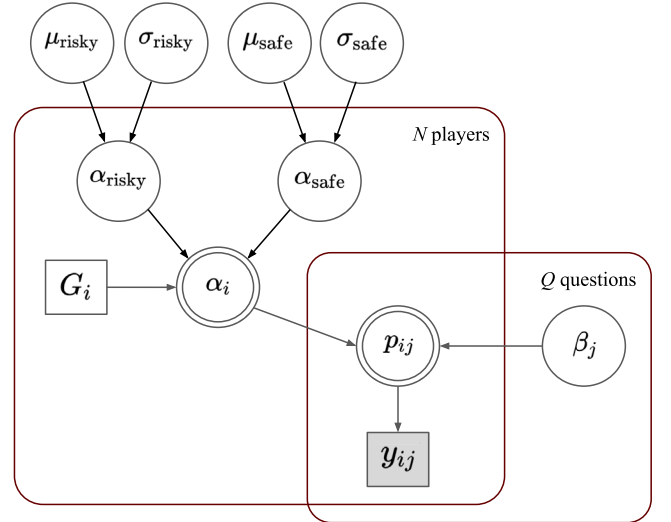 μ_risky σ_risky μ_safe σ_safe
N players
α_risky α_safe
Q questions
G_i α_i
p_ij β_j
y_ij